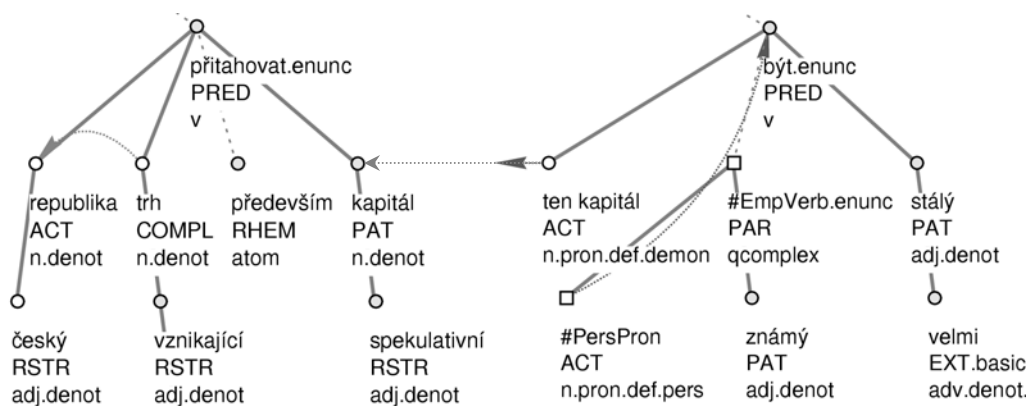 přitahovat.enunc
PRED
v
být.enunc
PRED
v
republika
ACT
n.denot
trh
COMPL
n.denot
především
RHEM
atom
kapitál
PAT
n.denot
ten kapitál
ACT
n.pron.def.demon
#EmpVerb.enunc
PAR
qcomplex
stálý
PAT
adj.denot
český
RSTR
adj.denot
vznikající
RSTR
adj.denot
spekulativní
RSTR
adj.denot
#PersPron
ACT
n.pron.def.pers
známý
PAT
adj.denot
velmi
EXT.basic
adv.denot.